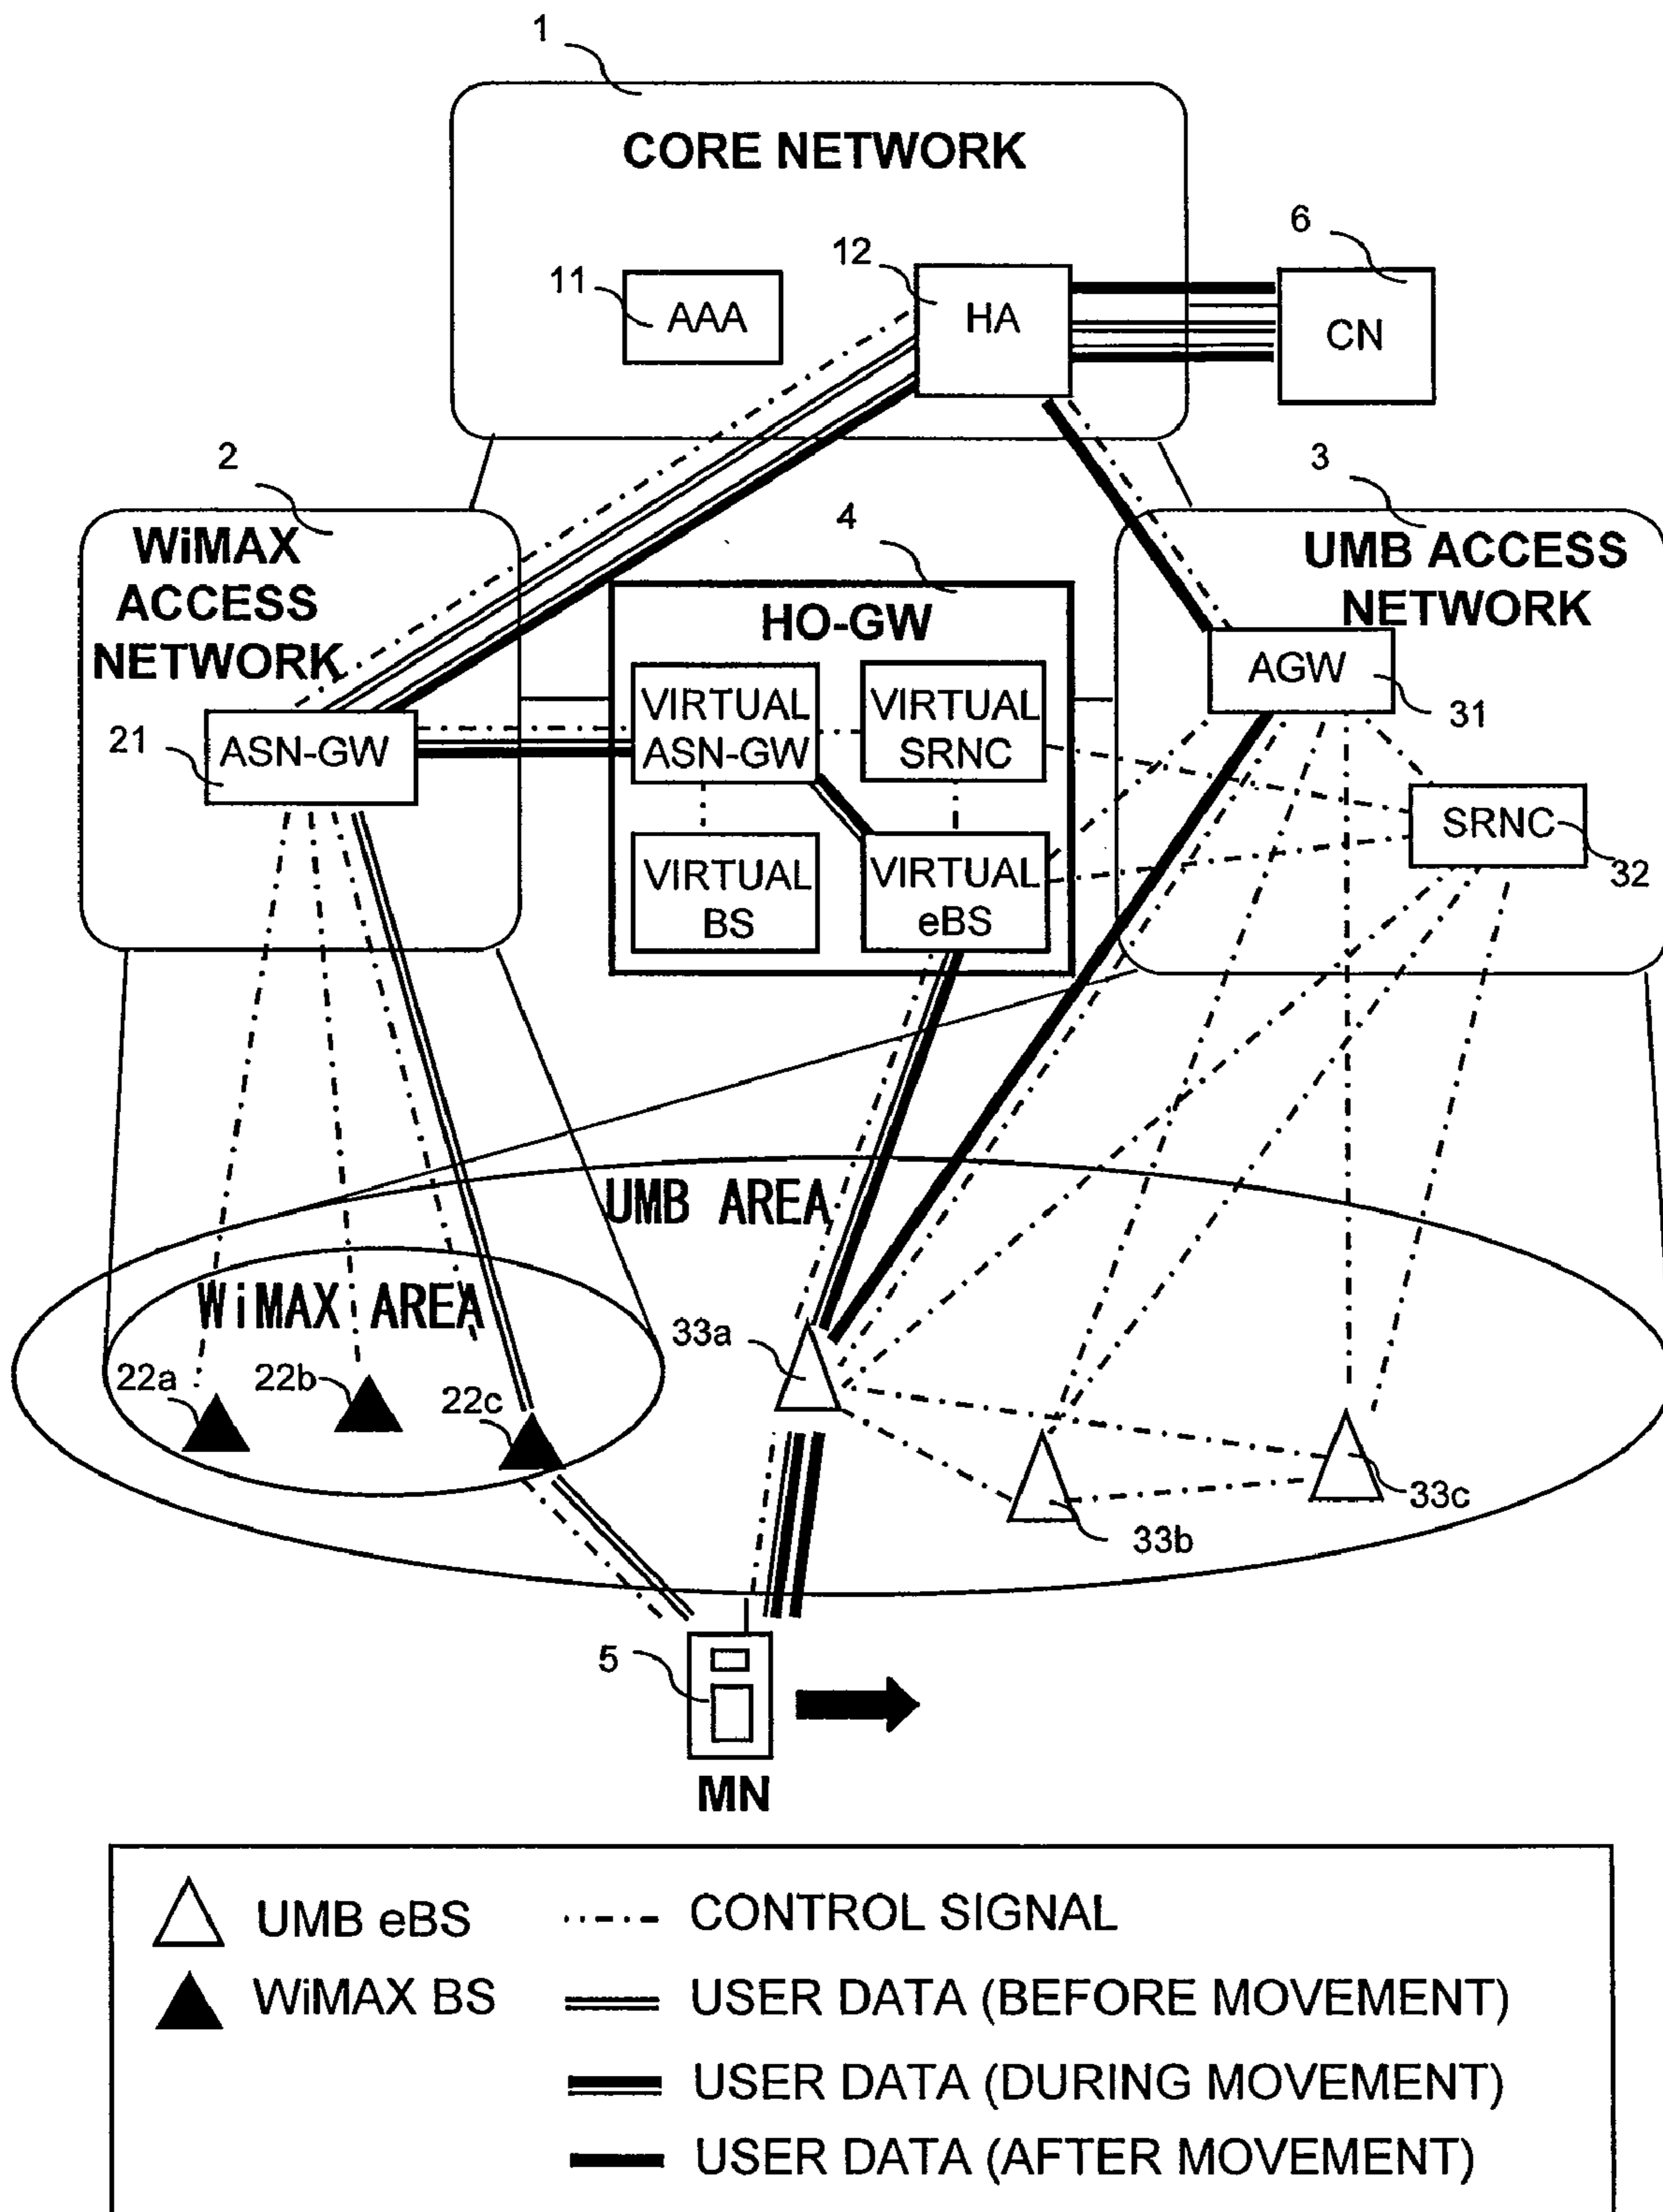 1
CORE NETWORK
6
12
11
AAA
HA
CN
2
3
4
WiMAX
ACCESS
NETWORK
UMB ACCESS
NETWORK
HO-GW
AGW
31
21
ASN-GW
VIRTUAL
ASN-GW
VIRTUAL
SRNC
SRNC
32
VIRTUAL
BS
VIRTUAL
eBS
UMB AREA
WiMAX AREA
33a
22a
22b
22c
33c
33b
5
MN
UMB eBS
CONTROL SIGNAL
WiMAX BS
USER DATA (BEFORE MOVEMENT)
USER DATA (DURING MOVEMENT)
USER DATA (AFTER MOVEMENT)